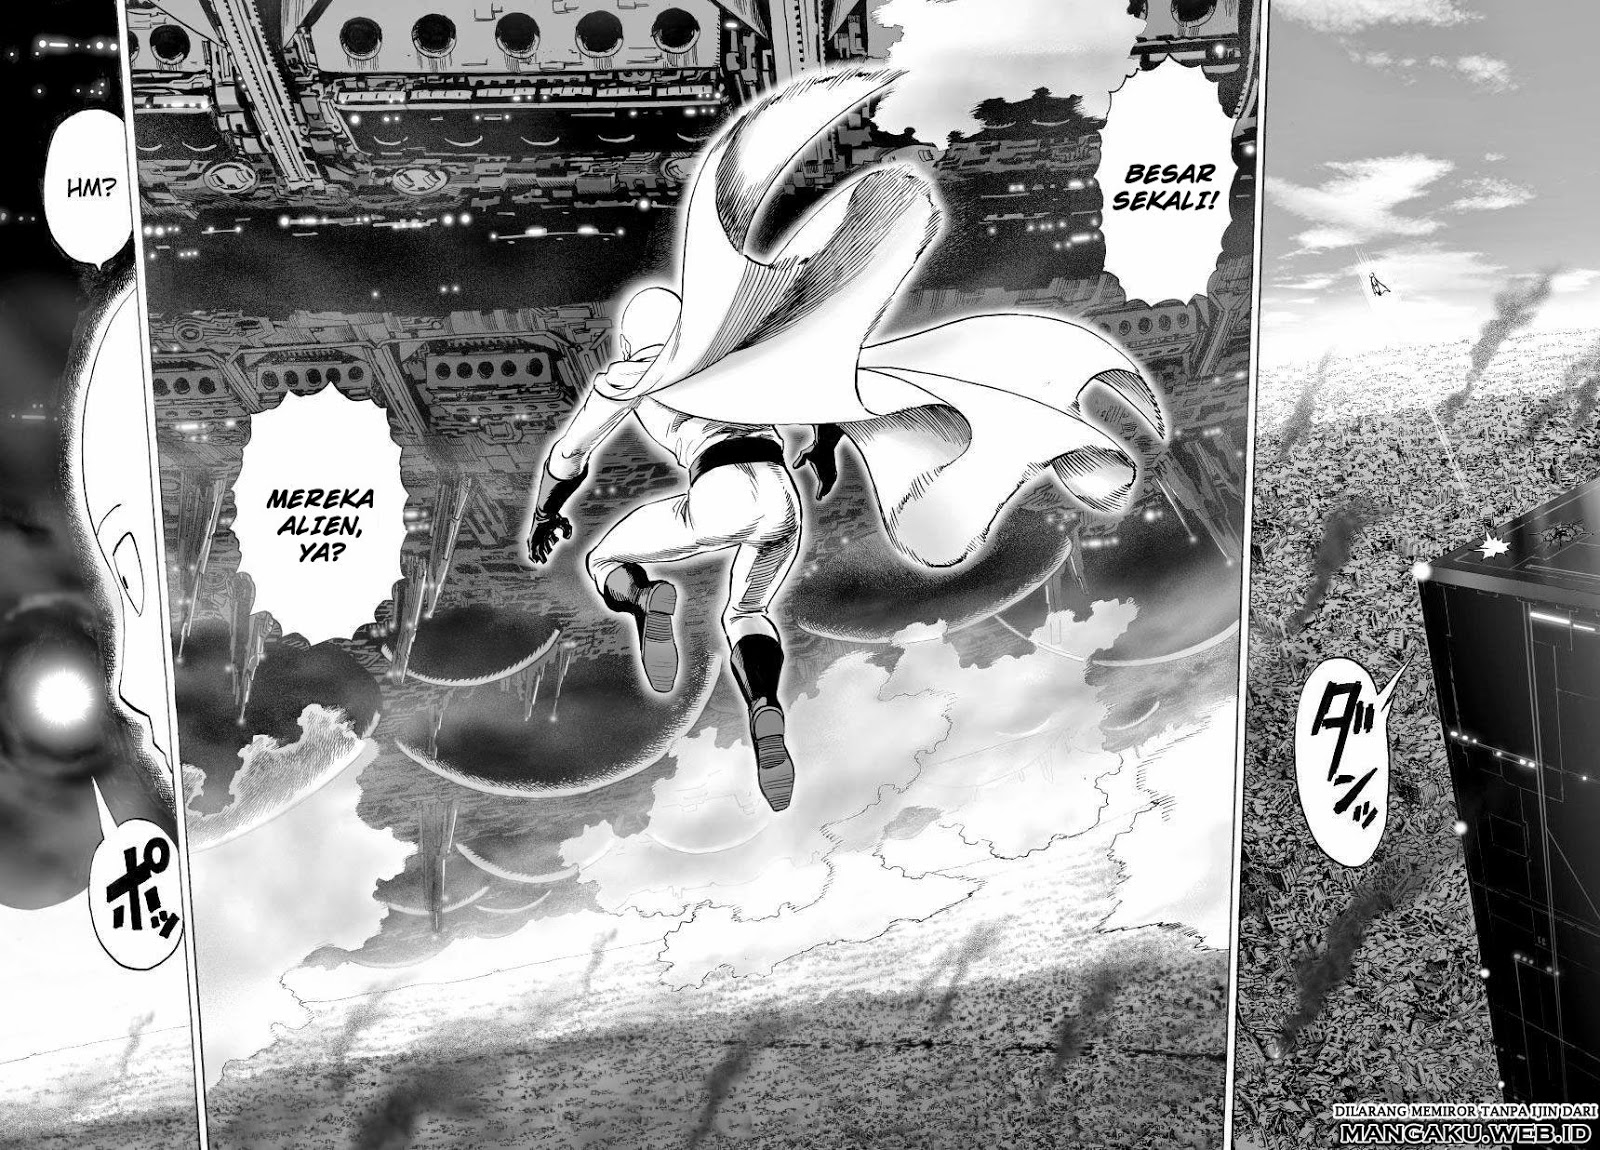 ダンッ
BESAR
SEKALI!
MEREKA
ALIEN,
YA?
HM?
ポッ
DILARANG MEMIROR TANPA IJIN DARI
MANGAKU.WEB.ID